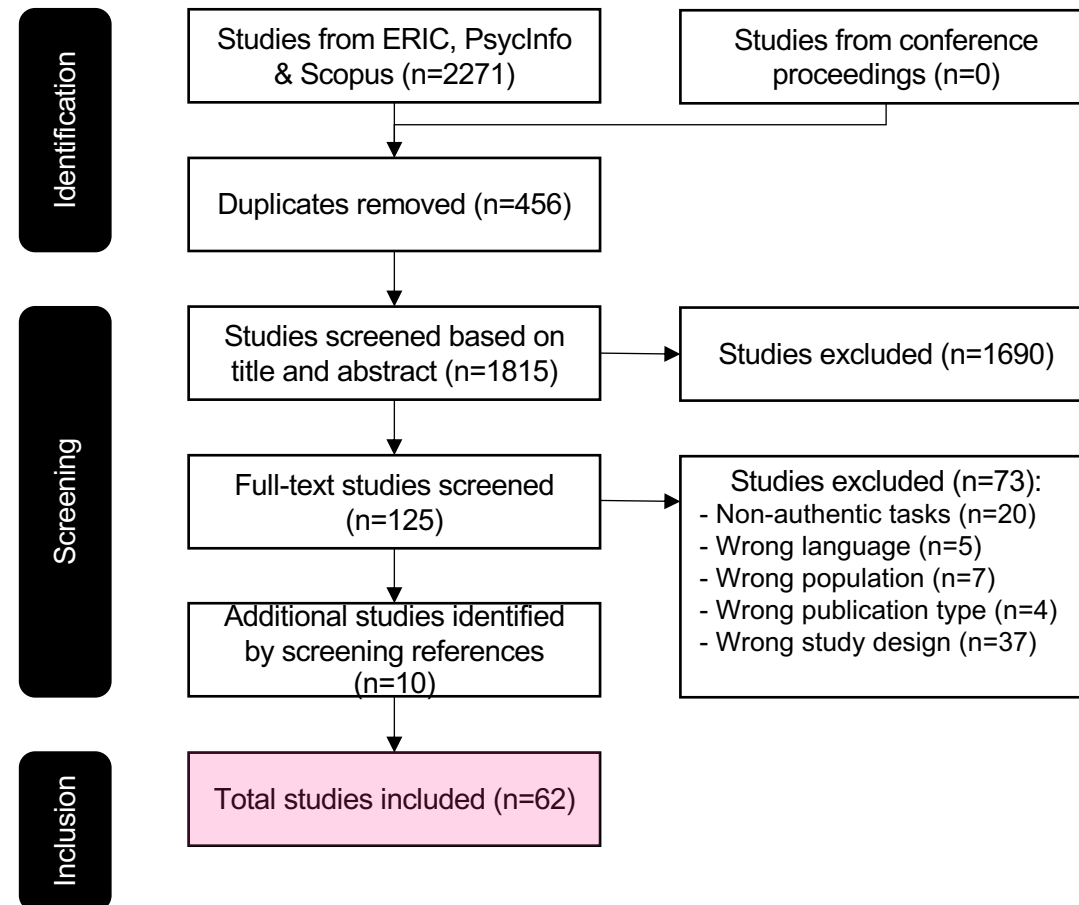 Identification
Studies from ERIC, PsycInfo
& Scopus (n=2271)
Studies from conference
proceedings (n=0)
Duplicates removed (n=456)
Screening
Studies screened based on
title and abstract (n=1815)
Studies excluded (n=1690)
Full-text studies screened
(n=125)
Studies excluded (n=73):
- Non-authentic tasks (n=20)
- Wrong language (n=5)
- Wrong population (n=7)
- Wrong publication type (n=4)
- Wrong study design (n=37)
Additional studies identified
by screening references
(n=10)
Inclusion
Total studies included (n=62)